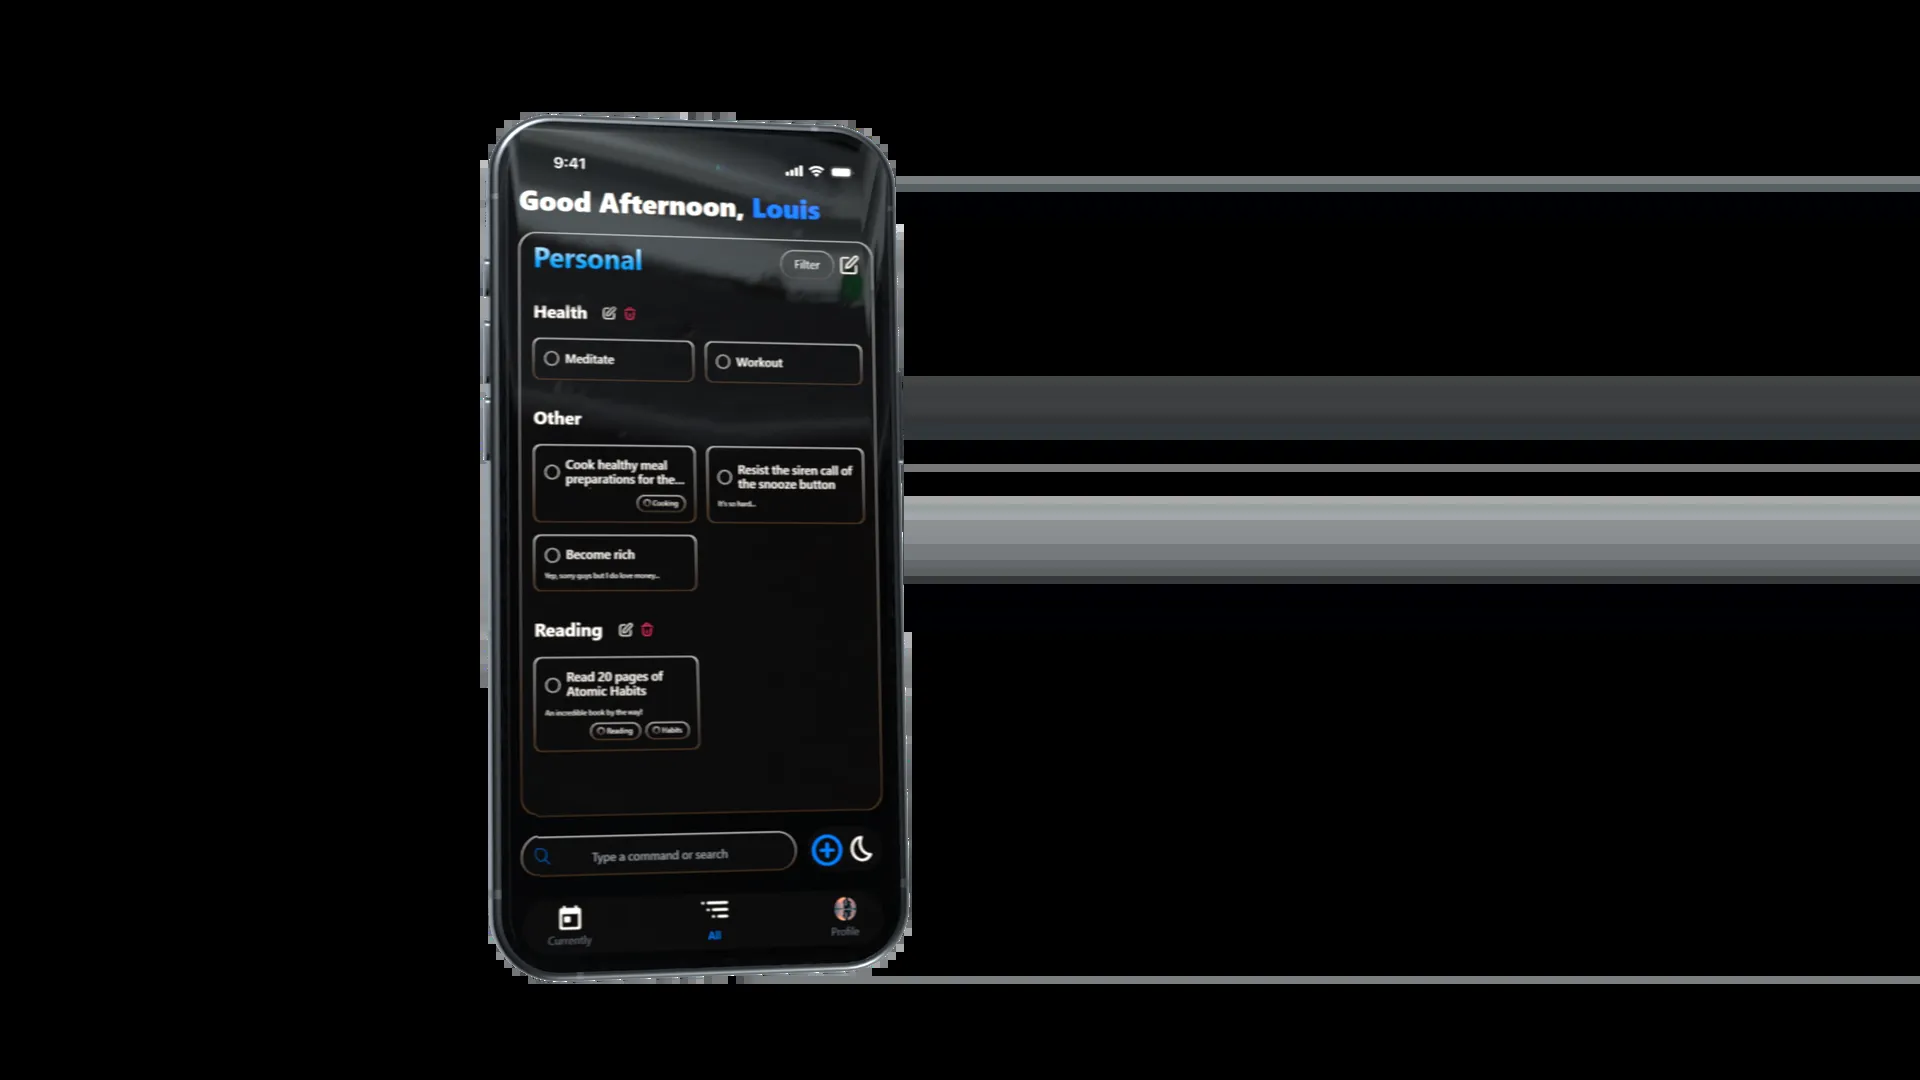 9:41
Good Afternoon, Louis
Personal
Filter
Health
Meditate
Workout
Other
Cook healthy meal
preparations for the...
Cooking
Resist the siren call of
the snooze button
It's so hard...
Become rich
Yep, sorry guys but I do love money...
Reading
Read 20 pages of
Atomic Habits
An incredible book by the way!
Reading
Habits
Type a command or search
Currently
All
Profile